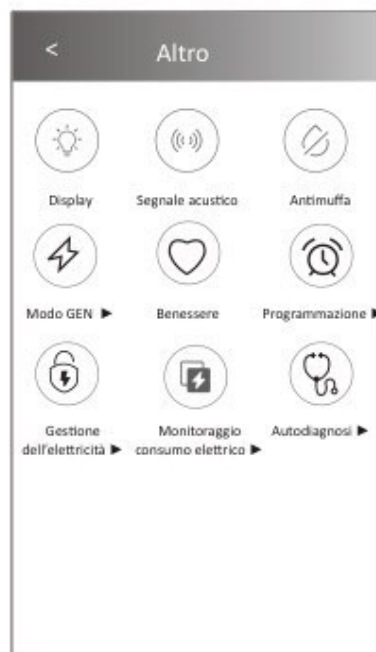 < Altro
Display Segnale acustico Antimuffa
Modo GEN ► Benessere Programmazione ►
Gestione Monitoraggio Autodiagnosi ►
dell'elettricità ► consumo elettrico ►